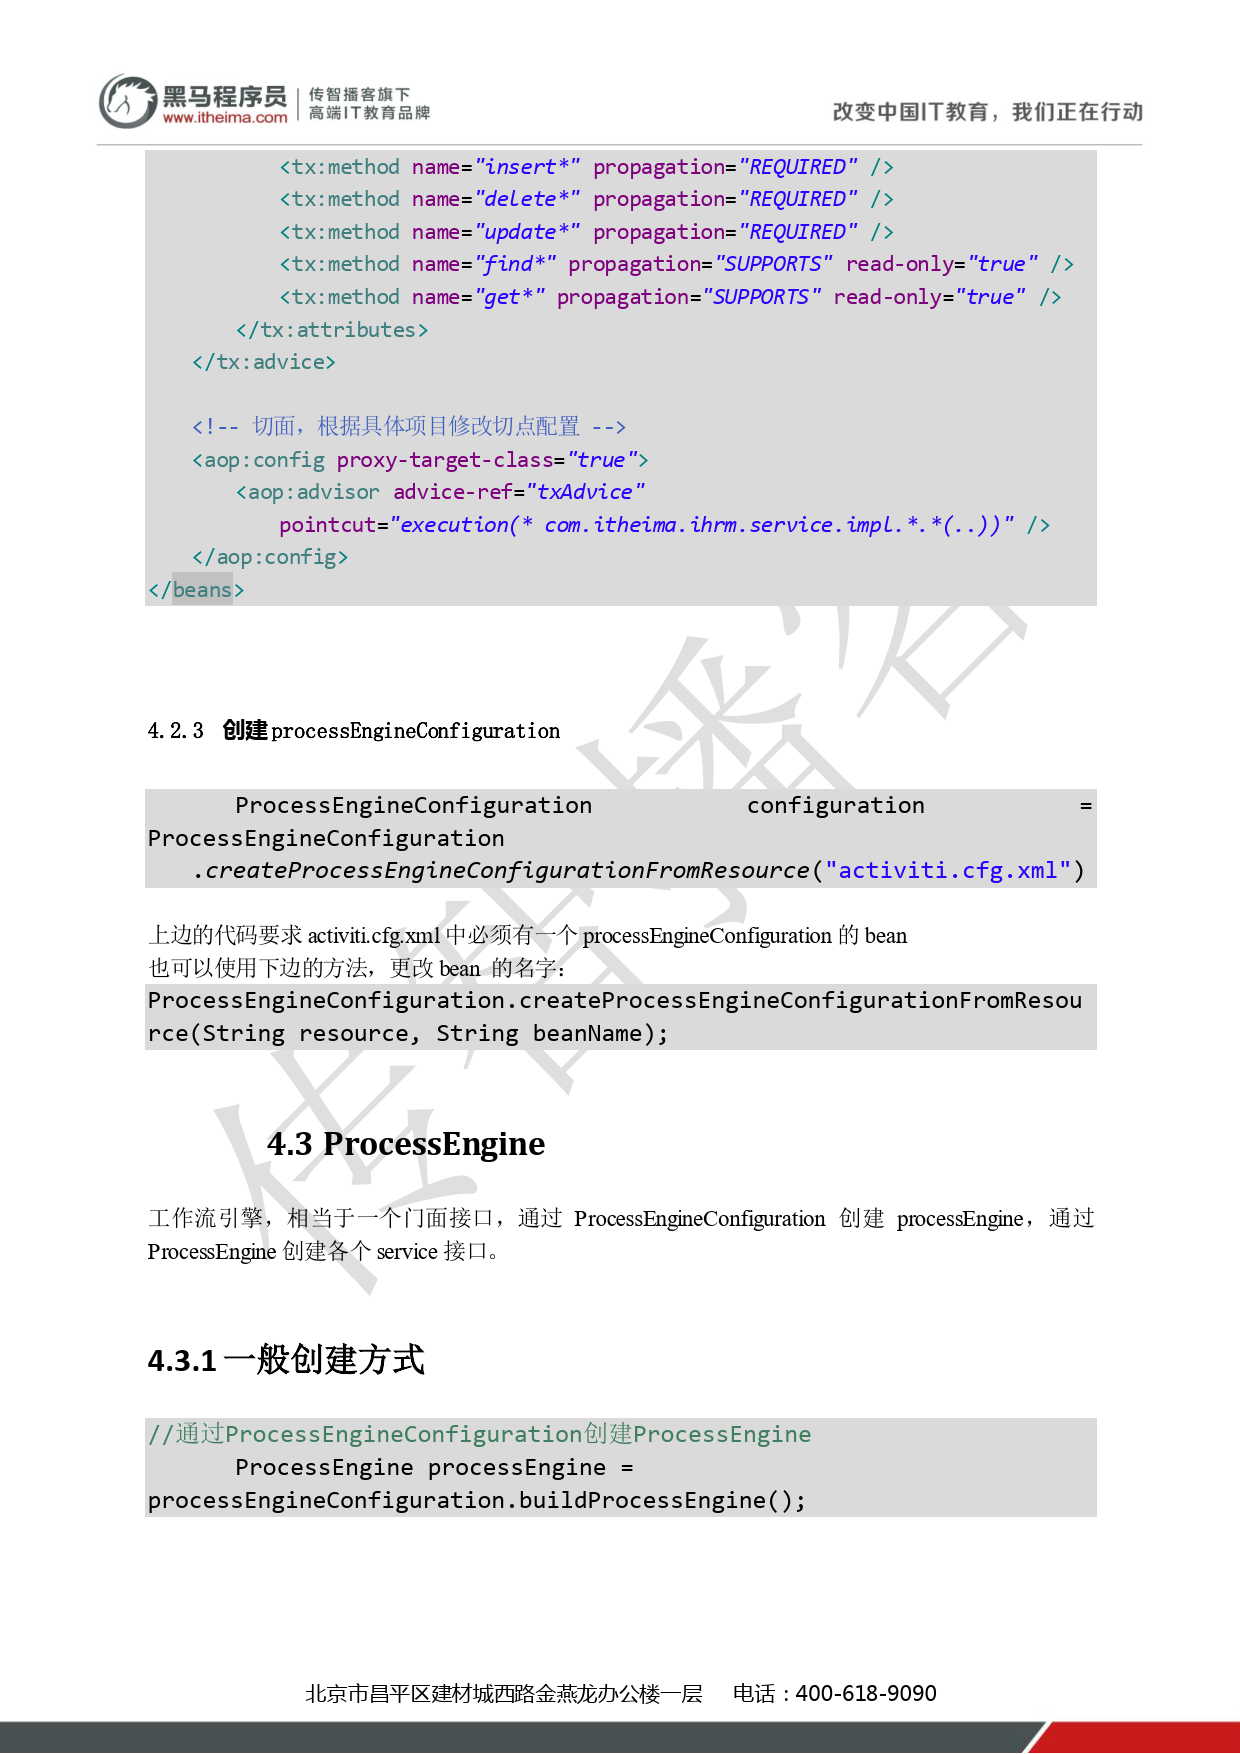 黑马程序员
www.itheima.com
传智播客旗下
高端IT教育品牌
改变中国IT教育，我们正在行动
<tx:method name="insert*" propagation="REQUIRED" />
<tx:method name="delete*" propagation="REQUIRED" />
<tx:method name="update*" propagation="REQUIRED" />
<tx:method name="find*" propagation="SUPPORTS" read-only="true" />
<tx:method name="get*" propagation="SUPPORTS" read-only="true" />
</tx:attributes>
</tx:advice>
<!-- 切面，根据具体项目修改切点配置 -->
<aop:config proxy-target-class="true">
<aop:advisor advice-ref="txAdvice"
pointcut="execution(* com.itheima.ihrm.service.impl.*.*(..))" />
</aop:config>
</beans>
4.2.3 创建processEngineConfiguration
ProcessEngineConfiguration configuration =
ProcessEngineConfiguration
.createProcessEngineConfigurationFromResource("activiti.cfg.xml")
上边的代码要求 activiti.cfg.xml 中必须有一个 processEngineConfiguration 的 bean
也可以使用下边的方法，更改 bean 的名字：
ProcessEngineConfiguration.createProcessEngineConfigurationFromResou
rce(String resource, String beanName);
4.3 ProcessEngine
工作流引擎，相当于一个门面接口，通过 ProcessEngineConfiguration 创建 processEngine，通过
ProcessEngine 创建各个 service 接口。
4.3.1 一般创建方式
//通过ProcessEngineConfiguration创建ProcessEngine
ProcessEngine processEngine =
processEngineConfiguration.buildProcessEngine();
传智播客
北京市昌平区建材城西路金燕龙办公楼一层 电话：400-618-9090